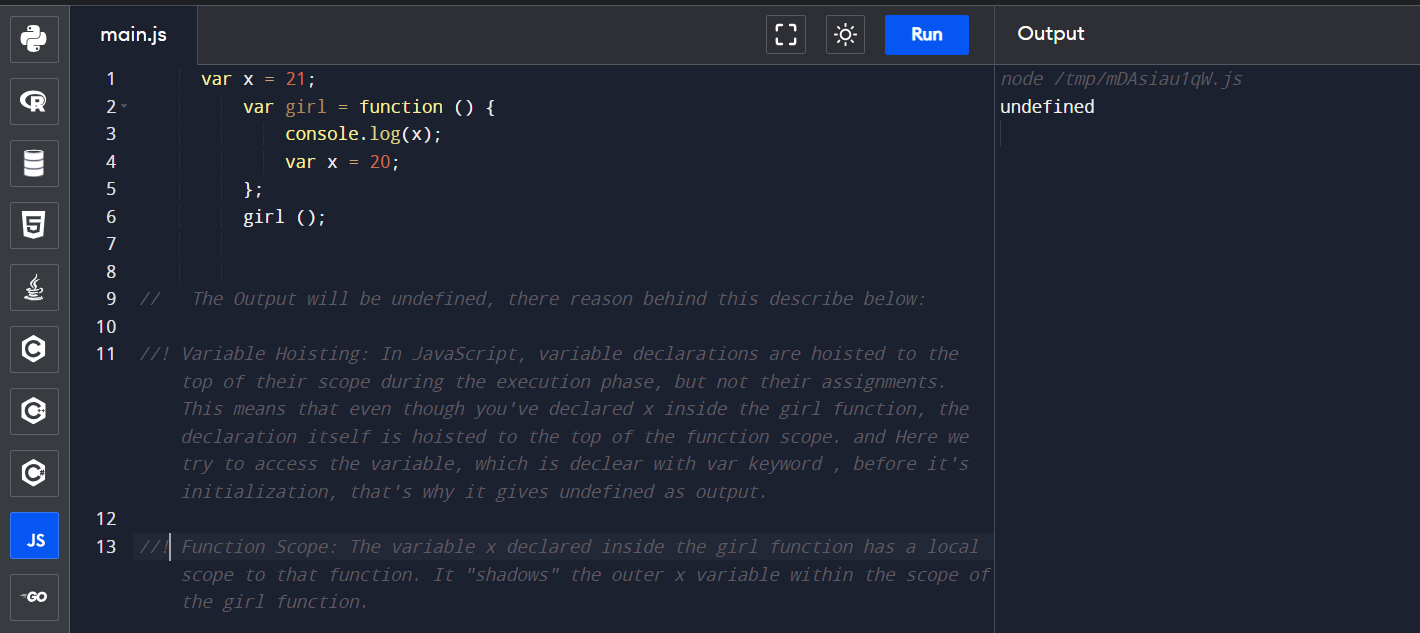 main.js
Run
Output
1 var x = 21;
2 var girl = function () {
3 console.log(x);
4 var x = 20;
5 };
6 girl ();
7
8
9 // The Output will be undefined, there reason behind this describe below:
10
11 //! Variable Hoisting: In JavaScript, variable declarations are hoisted to the
top of their scope during the execution phase, but not their assignments.
This means that even though you've declared x inside the girl function, the
declaration itself is hoisted to the top of the function scope. and Here we
try to access the variable, which is declear with var keyword , before it's
initialization, that's why it gives undefined as output.
12
13 //! Function Scope: The variable x declared inside the girl function has a local
scope to that function. It "shadows" the outer x variable within the scope of
the girl function.
node /tmp/mDAsiau1qW.js
undefined
R
5
C
C++
C#
JS
GO